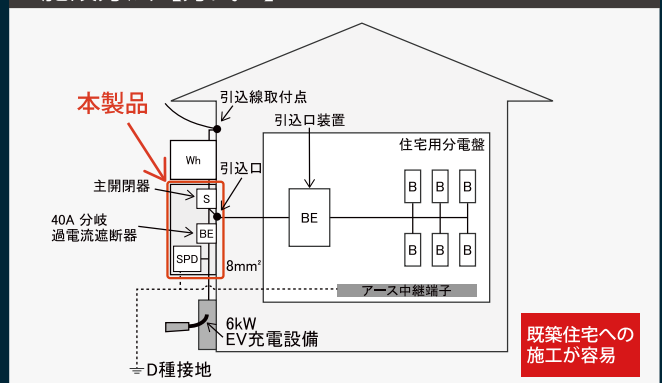 本製品
引込線取付点
引込口装置
住宅用分電盤
Wh
引込口
主開閉器
S
B B B
40A 分岐
過電流遮断器
BE
BE
SPD
8mm²
B B B
アース中継端子
6kW
EV充電設備
D種接地
既築住宅への
施工が容易